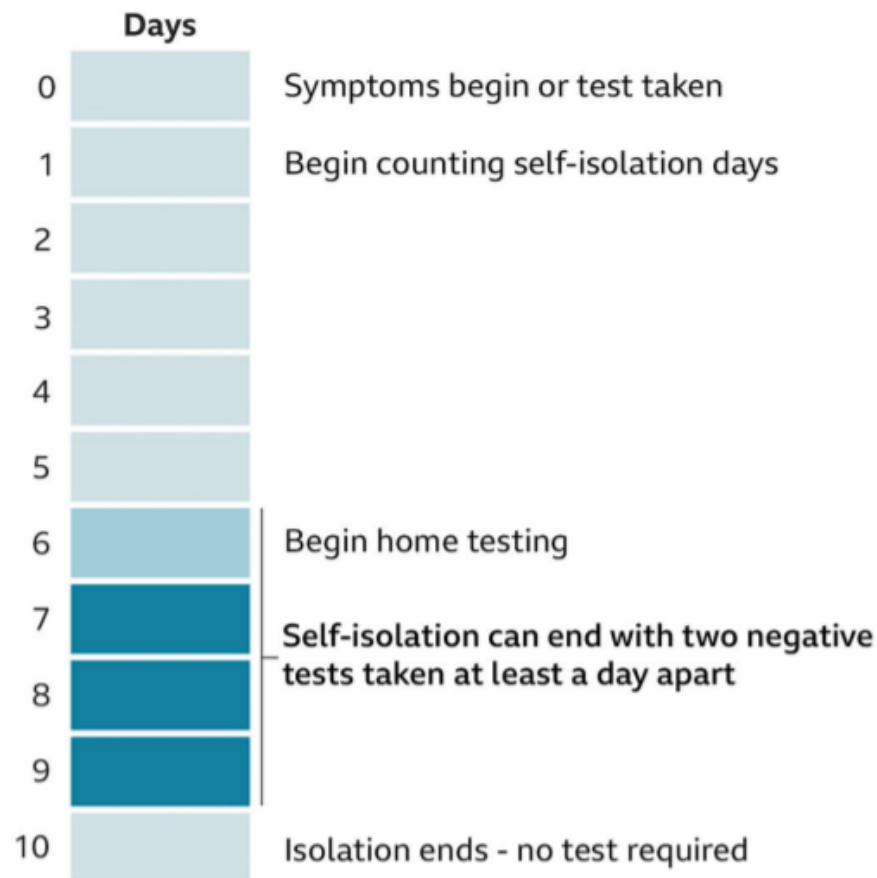 Days
0 Symptoms begin or test taken
1 Begin counting self-isolation days
2
3
4
5
6 Begin home testing
7
Self-isolation can end with two negative
tests taken at least a day apart
8
9
10 Isolation ends - no test required